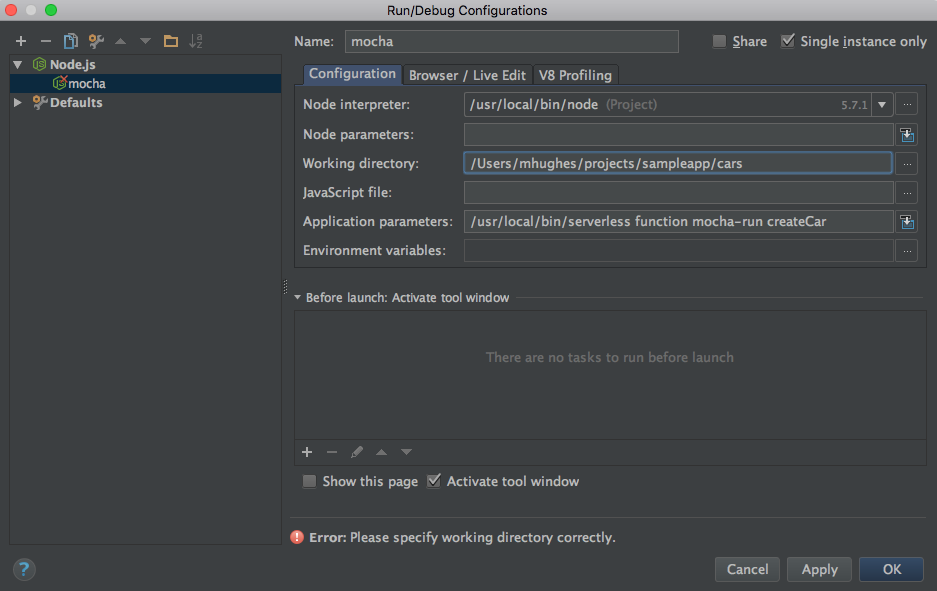 Run/Debug Configurations
Name: mocha Share Single instance only
Node.js
mocha
Defaults
Configuration Browser / Live Edit V8 Profiling
Node interpreter: /usr/local/bin/node (Project) 5.7.1
Node parameters:
Working directory: /Users/mhughes/projects/sampleapp/cars
JavaScript file:
Application parameters: /usr/local/bin/serverless function mocha-run createCar
Environment variables:
Before launch: Activate tool window
There are no tasks to run before launch
Show this page Activate tool window
Error: Please specify working directory correctly.
? Cancel Apply OK